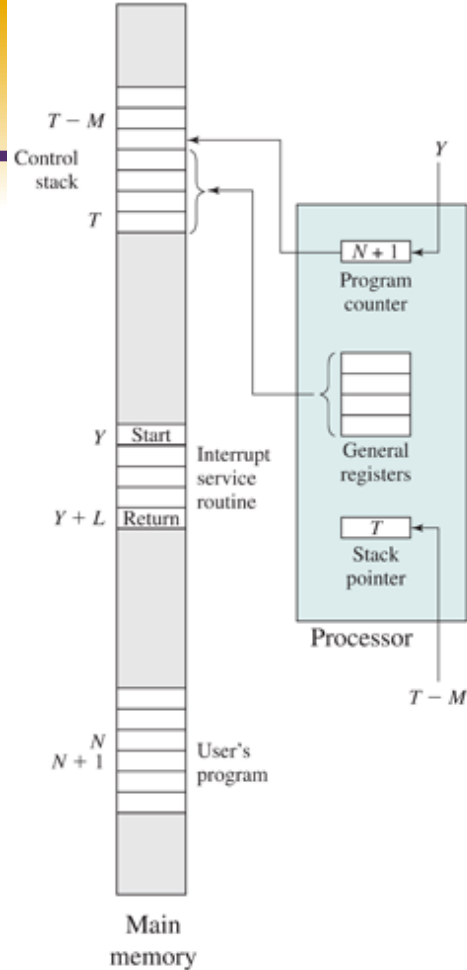 T − M
Control
stack
T
Y
N + 1
Program
counter
Y
Start
Interrupt
service
routine
General
registers
Y + L
Return
T
Stack
pointer
Processor
T − M
N
N + 1
User's
program
Main
memory